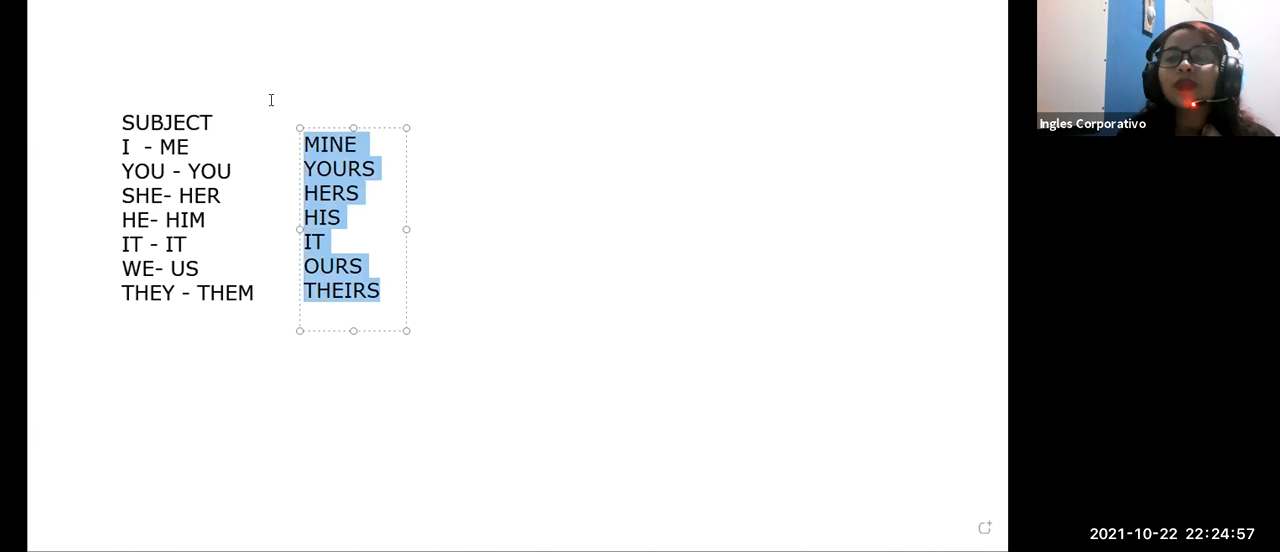 SUBJECT
I - ME
YOU - YOU
SHE- HER
HE- HIM
IT - IT
WE- US
THEY - THEM
MINE
YOURS
HERS
HIS
IT
OURS
THEIRS
Ingles Corporativo
2021-10-22 22:24:57